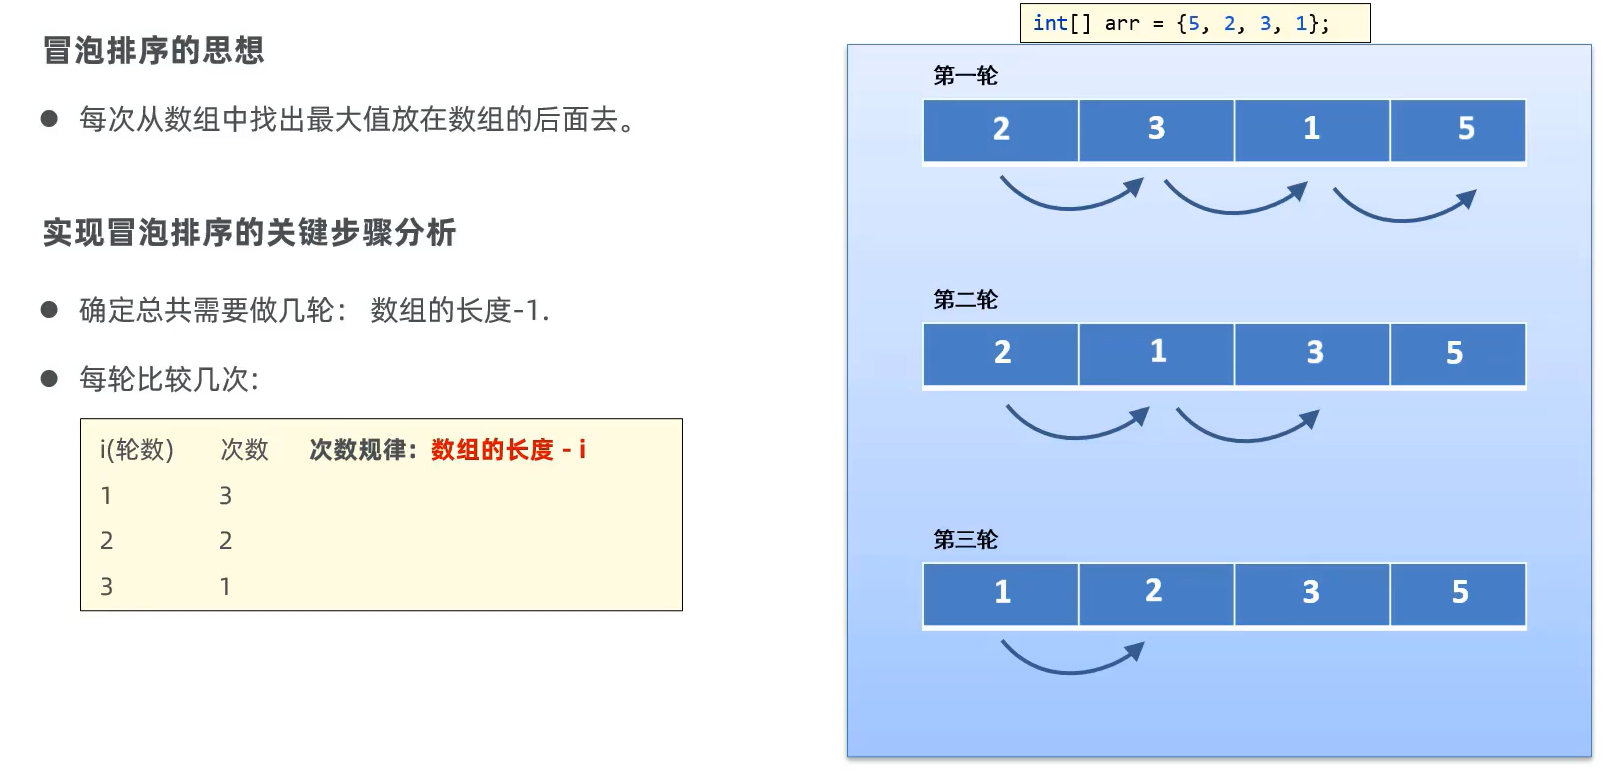 冒泡排序的思想
● 每次从数组中找出最大值放在数组的后面去。
实现冒泡排序的关键步骤分析
● 确定总共需要做几轮： 数组的长度-1.
● 每轮比较几次：
i(轮数) 次数 次数规律：数组的长度 - i
1 3
2 2
3 1
int[] arr = {5, 2, 3, 1};
第一轮
2 3 1 5
第二轮
2 1 3 5
第三轮
1 2 3 5